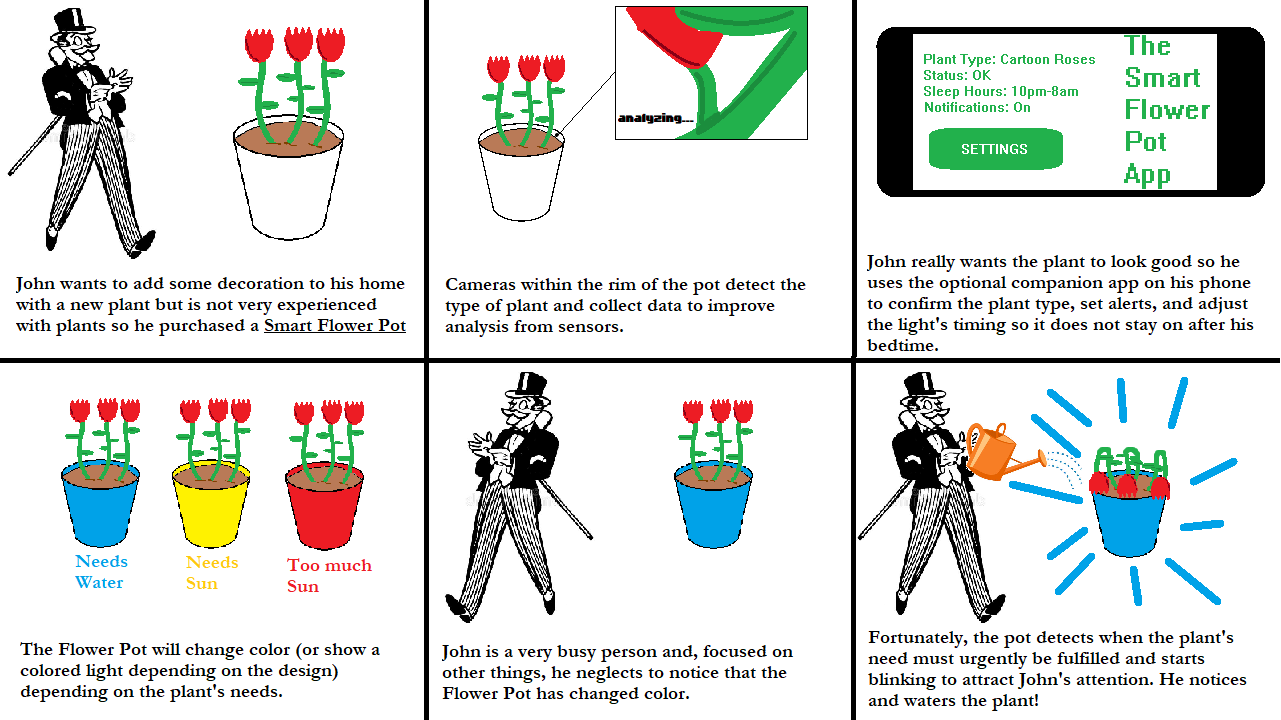 John wants to add some decoration to his home
with a new plant but is not very experienced
with plants so he purchased a Smart Flower Pot
analyzing...
Cameras within the rim of the pot detect the
type of plant and collect data to improve
analysis from sensors.
Plant Type: Cartoon Roses
Status: OK
Sleep Hours: 10pm-8am
Notifications: On
SETTINGS
The
Smart
Flower
Pot
App
John really wants the plant to look good so he
uses the optional companion app on his phone
to confirm the plant type, set alerts, and adjust
the light's timing so it does not stay on after his
bedtime.
Needs
Water
Needs
Sun
Too much
Sun
The Flower Pot will change color (or show a
colored light depending on the design)
depending on the plant's needs.
John is a very busy person and, focused on
other things, he neglects to notice that the
Flower Pot has changed color.
Fortunately, the pot detects when the plant's
need must urgently be fulfilled and starts
blinking to attract John's attention. He notices
and waters the plant!